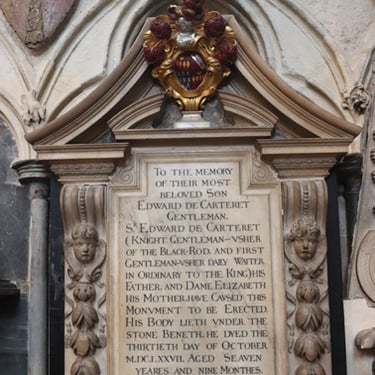 To the memory
of their most
beloved Son
Edward de Carteret
Gentleman.
Sr. Edward de Carteret
(Knight. Gentleman-Vsher
of the Black-Rod. and First
Gentleman-Vsher daily Waiter
in Ordinary to the King) his
Father. and Dame Elizabeth
his Mother, have Cavsed this
Monvment to be Erected.
His Body lieth vnder the
stone Beneth. He dyed the
thirtieth day of October
M.D.C.LXXVII. Aged Seaven
yeares and nine Monthes.